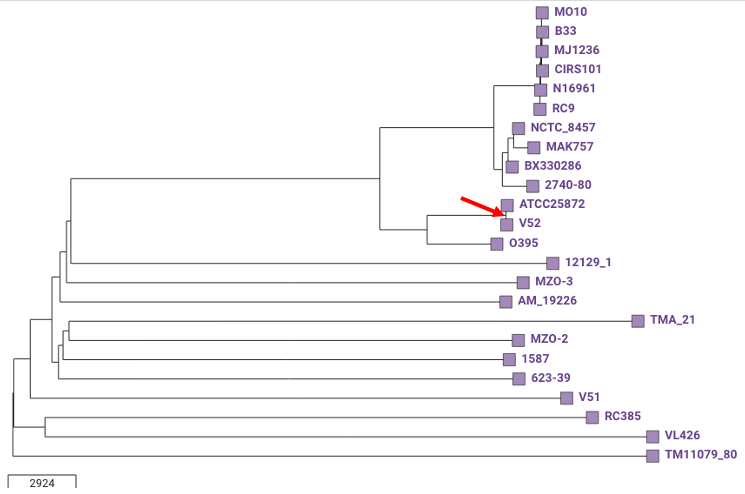 MO10
B33
MJ1236
CIRS101
N16961
RC9
NCTC_8457
MAK757
BX330286
2740-80
ATCC25872
V52
O395
12129_1
MZO-3
AM_19226
TMA_21
MZO-2
1587
623-39
V51
RC385
VL426
TM11079_80
2924